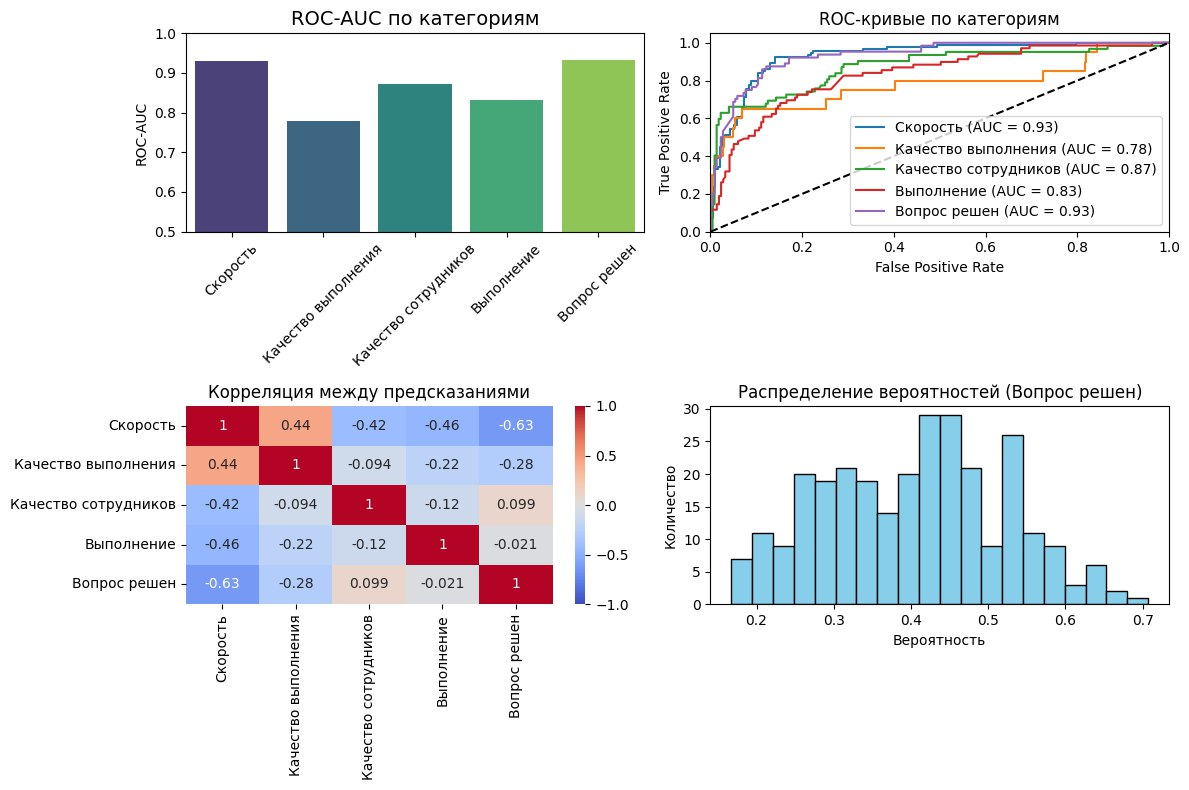 ROC-AUC по категориям
1.0
0.9
0.8
0.7
0.6
0.5
ROC-AUC
Скорость
Качество выполнения
Качество сотрудников
Выполнение
Вопрос решен
ROC-кривые по категориям
1.0
0.8
0.6
0.4
0.2
0.0
True Positive Rate
Скорость (AUC = 0.93)
Качество выполнения (AUC = 0.78)
Качество сотрудников (AUC = 0.87)
Выполнение (AUC = 0.83)
Вопрос решен (AUC = 0.93)
0.0 0.2 0.4 0.6 0.8 1.0
False Positive Rate
Корреляция между предсказаниями
Скорость 1 0.44 -0.42 -0.46 -0.63
Качество выполнения 0.44 1 -0.094 -0.22 -0.28
Качество сотрудников -0.42 -0.094 1 -0.12 0.099
Выполнение -0.46 -0.22 -0.12 1 -0.021
Вопрос решен -0.63 -0.28 0.099 -0.021 1
Скорость
Качество выполнения
Качество сотрудников
Выполнение
Вопрос решен
1.0
0.5
0.0
−0.5
−1.0
Распределение вероятностей (Вопрос решен)
30
25
20
15
10
5
0
Количество
0.2 0.3 0.4 0.5 0.6 0.7
Вероятность